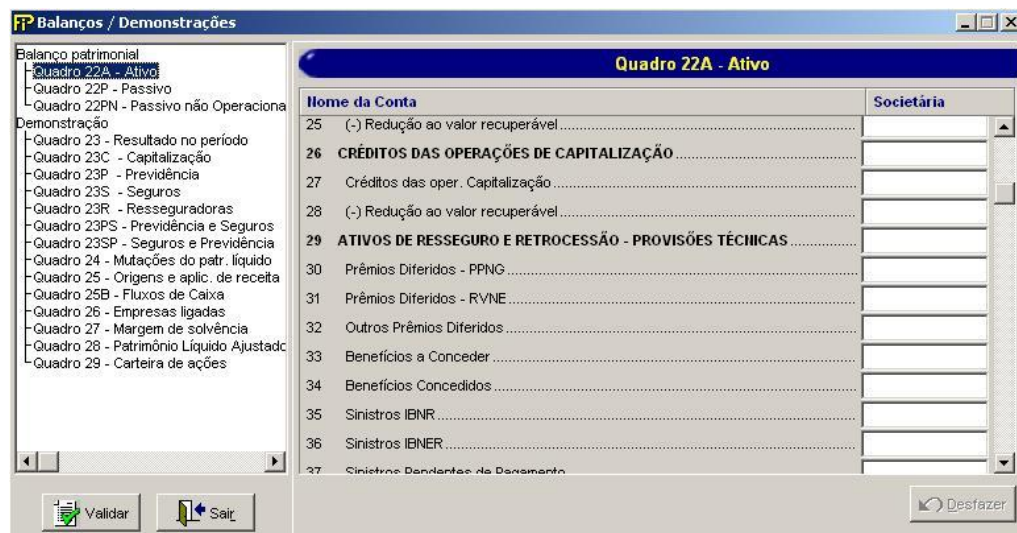 FiP Balanços / Demonstrações
Balanço patrimonial
Quadro 22A - Ativo
Quadro 22P - Passivo
Quadro 22PN - Passivo não Operaciona
Demonstração
Quadro 23 - Resultado no período
Quadro 23C - Capitalização
Quadro 23P - Previdência
Quadro 23S - Seguros
Quadro 23R - Resseguradoras
Quadro 23PS - Previdência e Seguros
Quadro 23SP - Seguros e Previdência
Quadro 24 - Mutações do patr. líquido
Quadro 25 - Origens e aplic. de receita
Quadro 25B - Fluxos de Caixa
Quadro 26 - Empresas ligadas
Quadro 27 - Margem de solvência
Quadro 28 - Patrimônio Líquido Ajustado
Quadro 29 - Carteira de ações
Validar
Sair
Quadro 22A - Ativo
Nome da Conta Societária
25 (-) Redução ao valor recuperável
26 CRÉDITOS DAS OPERAÇÕES DE CAPITALIZAÇÃO
27 Créditos das oper. Capitalização
28 (-) Redução ao valor recuperável
29 ATIVOS DE RESSEGURO E RETROCESSÃO - PROVISÕES TÉCNICAS
30 Prêmios Diferidos - PPNG
31 Prêmios Diferidos - RVNE
32 Outros Prêmios Diferidos
33 Benefícios a Conceder
34 Benefícios Concedidos
35 Sinistros IBNR
36 Sinistros IBNER
37 Sinistros Pendentes de Pagamento
Desfazer